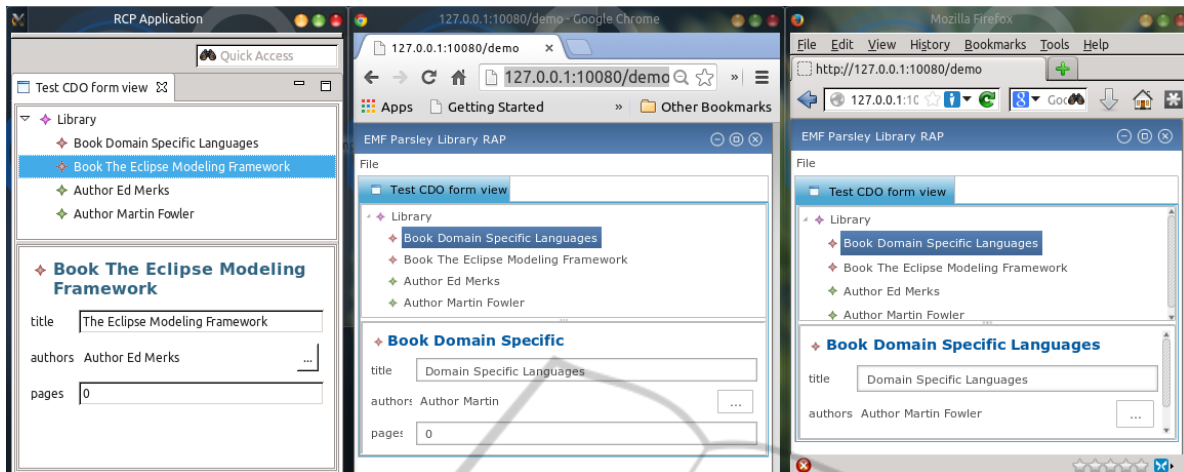 RCP Application
Quick Access
Test CDO form view
Library
Book Domain Specific Languages
Book The Eclipse Modeling Framework
Author Ed Merks
Author Martin Fowler
Book The Eclipse Modeling
Framework
title The Eclipse Modeling Framework
authors Author Ed Merks ...
pages 0
127.0.0.1:10080/demo - Google Chrome
127.0.0.1:10080/demo
127.0.0.1:10080/demo »
Apps Getting Started » Other Bookmarks
EMF Parsley Library RAP
File
Test CDO form view
Library
Book Domain Specific Languages
Book The Eclipse Modeling Framework
Author Ed Merks
Author Martin Fowler
Book Domain Specific
title Domain Specific Languages
authors Author Martin ...
pages 0
Mozilla Firefox
File Edit View History Bookmarks Tools Help
http://127.0.0.1:10080/demo
127.0.0.1:10 Goo
EMF Parsley Library RAP
File
Test CDO form view
Library
Book Domain Specific Languages
Book The Eclipse Modeling Framework
Author Ed Merks
Author Martin Fowler
Book Domain Specific Languages
title Domain Specific Languages
authors Author Martin Fowler ...